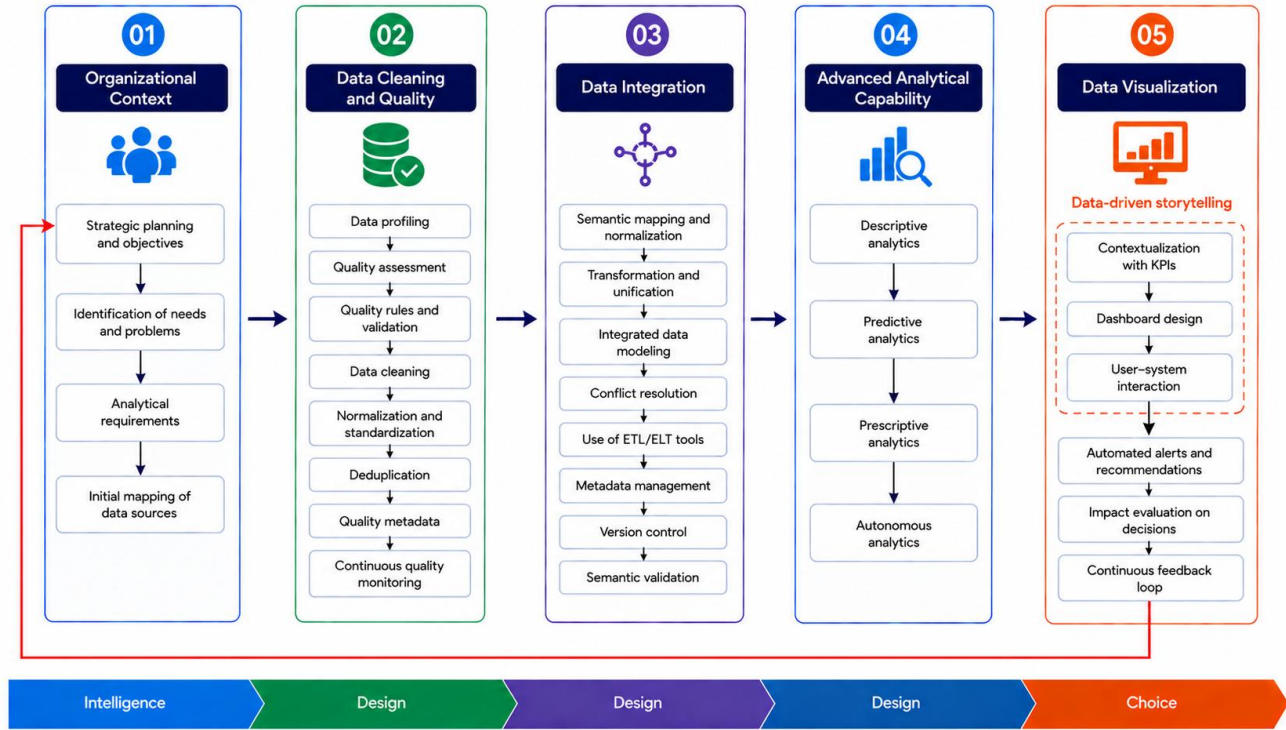 01
Organizational
Context
Strategic planning
and objectives
Identification of needs
and problems
Analytical
requirements
Initial mapping of
data sources
02
Data Cleaning
and Quality
Data profiling
Quality assessment
Quality rules and
validation
Data cleaning
Normalization and
standardization
Deduplication
Quality metadata
Continuous quality
monitoring
03
Data Integration
Semantic mapping and
normalization
Transformation and
unification
Integrated data
modeling
Conflict resolution
Use of ETL/ELT tools
Metadata management
Version control
Semantic validation
04
Advanced Analytical
Capability
Descriptive
analytics
Predictive
analytics
Prescriptive
analytics
Autonomous
analytics
05
Data Visualization
Data-driven storytelling
Contextualization
with KPIs
Dashboard design
User–system
interaction
Automated alerts and
recommendations
Impact evaluation on
decisions
Continuous feedback
loop
Intelligence
Design
Design
Design
Choice